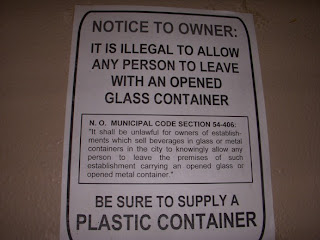 NOTICE TO OWNER:
IT IS ILLEGAL TO ALLOW
ANY PERSON TO LEAVE
WITH AN OPENED
GLASS CONTAINER
N. O. MUNICIPAL CODE SECTION 54-406:
"It shall be unlawful for owners of establish-
ments which sell beverages in glass or metal
containers in the city to knowingly allow any
person to leave the premises of such
establishment carrying an opened glass or
opened metal container."
BE SURE TO SUPPLY A
PLASTIC CONTAINER